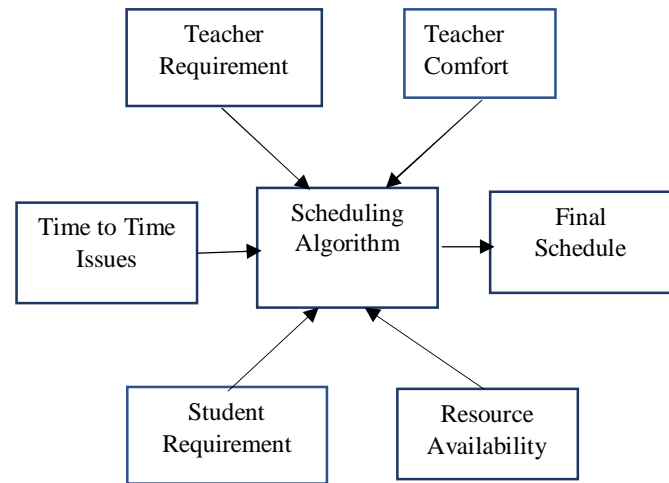 Teacher
Requirement
Teacher
Comfort
Time to Time
Issues
Scheduling
Algorithm
Final
Schedule
Student
Requirement
Resource
Availability